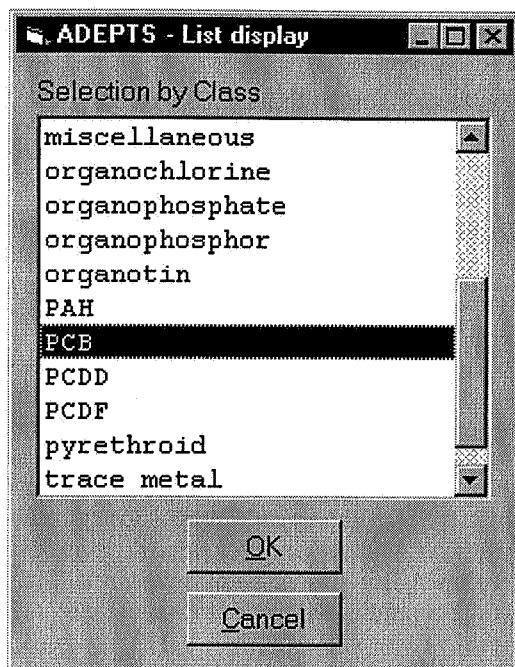 ADEPTS - List display
Selection by Class
miscellaneous
organochlorine
organophosphate
organophosphor
organotin
PAH
PCB
PCDD
PCDF
pyrethroid
trace metal
OK
Cancel